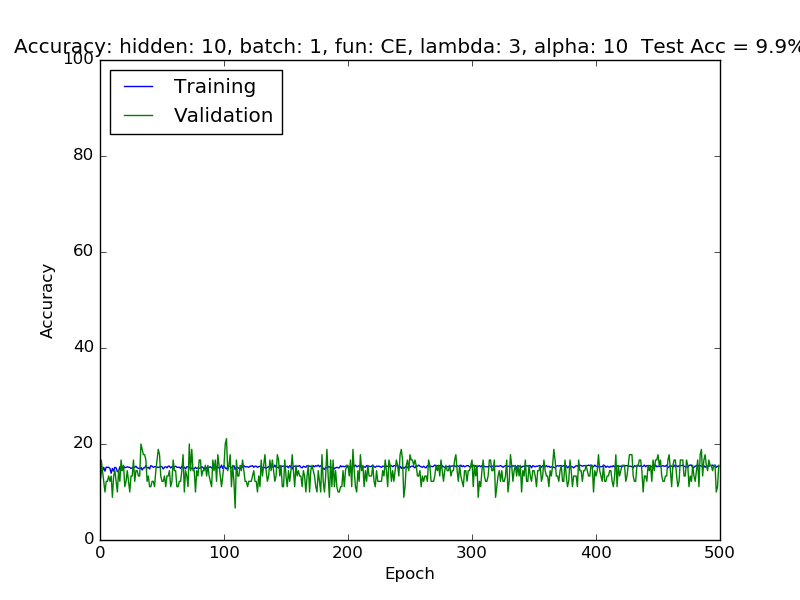 Accuracy: hidden: 10, batch: 1, fun: CE, lambda: 3, alpha: 10  Test Acc = 9.9%
100
80
60
40
20
0
Accuracy
Training
Validation
0 100 200 300 400 500
Epoch